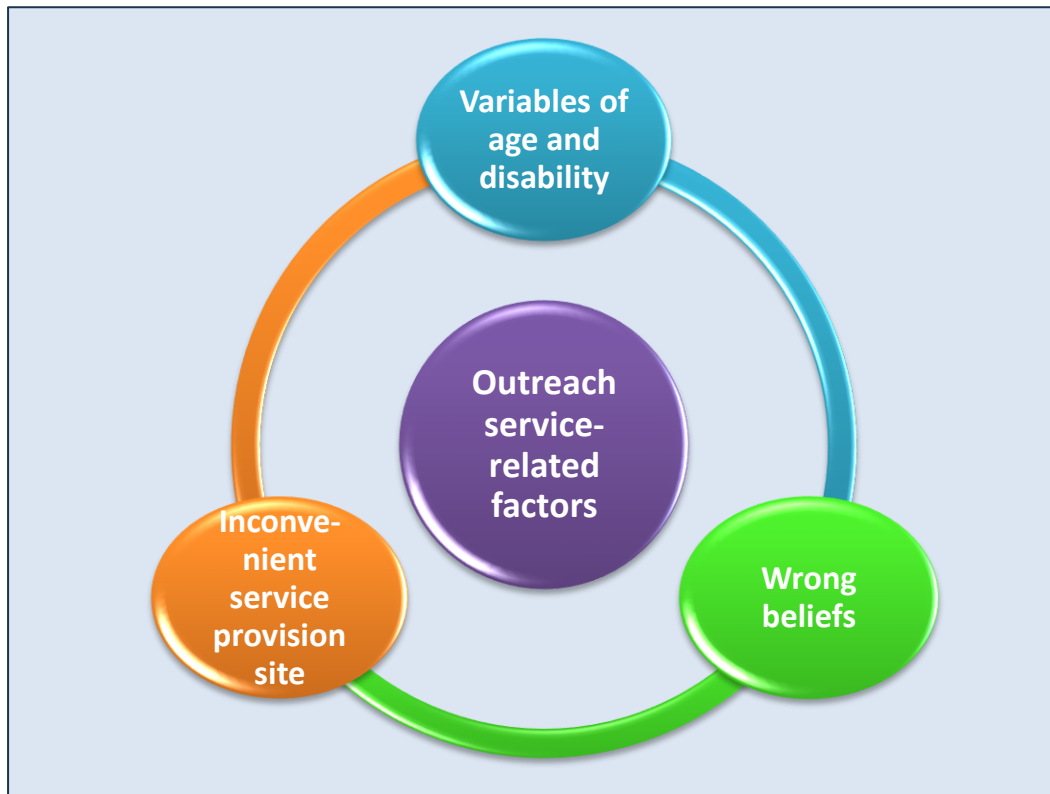 Variables of
age and
disability
Outreach
service-
related
factors
Inconve-
nient
service
provision
site
Wrong
beliefs